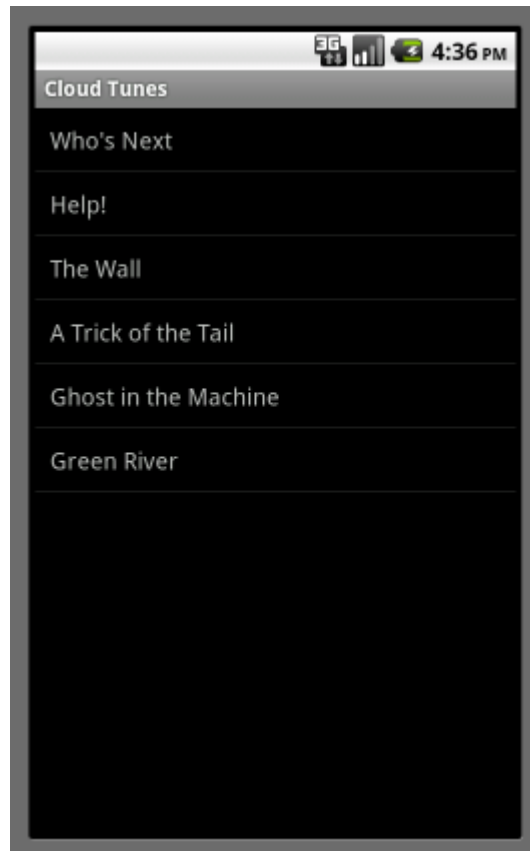 3G 4:36 PM
Cloud Tunes
Who's Next
Help!
The Wall
A Trick of the Tail
Ghost in the Machine
Green River